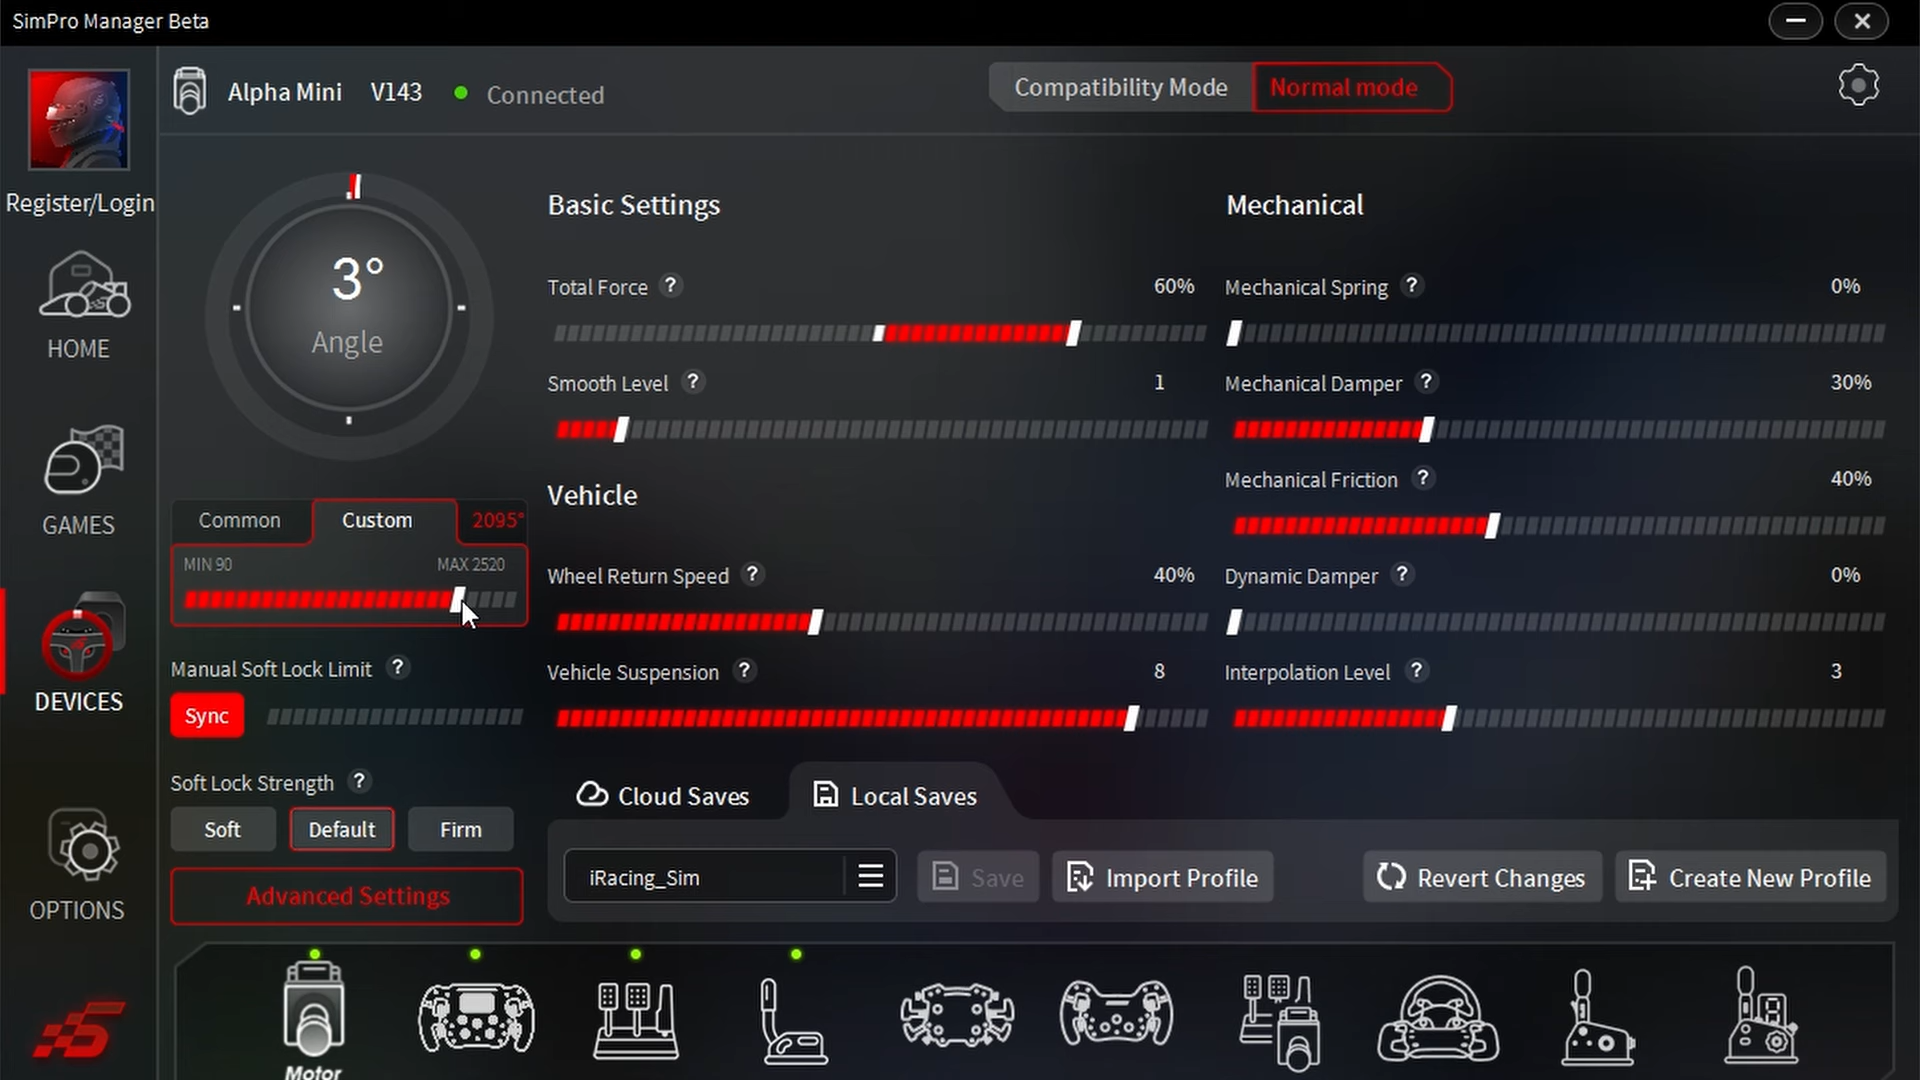 SimPro Manager Beta
Alpha Mini V143 Connected
Compatibility Mode Normal mode
Register/Login
HOME
GAMES
DEVICES
OPTIONS
3°
Angle
Common Custom 2095°
MIN 90 MAX 2520
Manual Soft Lock Limit ?
Sync
Soft Lock Strength ?
Soft Default Firm
Advanced Settings
Basic Settings
Total Force ? 60%
Smooth Level ? 1
Vehicle
Wheel Return Speed ? 40%
Vehicle Suspension ? 8
Mechanical
Mechanical Spring ? 0%
Mechanical Damper ? 30%
Mechanical Friction ? 40%
Dynamic Damper ? 0%
Interpolation Level ? 3
Cloud Saves Local Saves
iRacing_Sim Save Import Profile Revert Changes Create New Profile
Motor